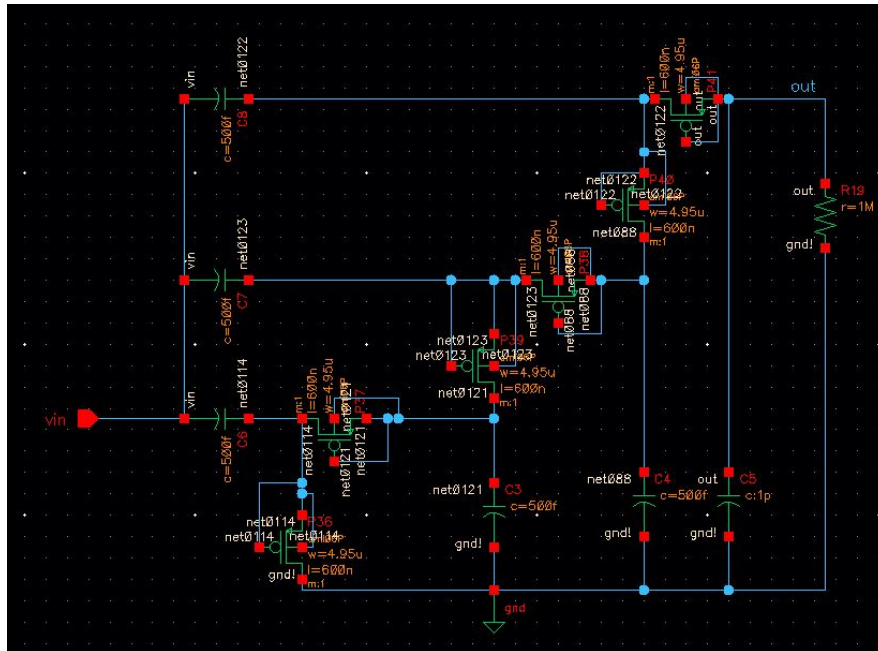 vin
net0122
C8
c=500f
m:1
l=600n
w=4.95u
P41
net0122
out
out
out
out
net0122
P40
net0122
net0122
w=4.95u
l=600n
m:1
net088
out
R19
r=1M
gnd!
vin
net0123
C7
c=500f
m:1
l=600n
w=4.95u
P38
net0123
net088
net088
net0123
P39
net0123
net0123
w=4.95u
l=600n
m:1
net0121
vin
vin
net0114
C6
c=500f
m:1
l=600n
w=4.95u
P37
net0114
net0121
net0121
net0114
P36
net0114
net0114
w=4.95u
l=600n
m:1
gnd!
net0121
C3
c=500f
gnd!
net088
C4
c=500f
gnd!
out
C5
c:1p
gnd!
gnd